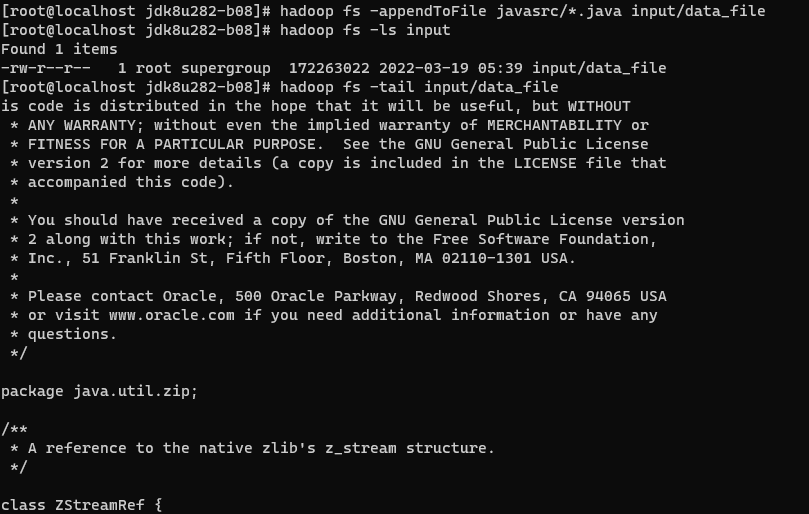 [root@localhost jdk8u282-b08]# hadoop fs -appendToFile javasrc/*.java input/data_file
[root@localhost jdk8u282-b08]# hadoop fs -ls input
Found 1 items
-rw-r--r--   1 root supergroup  172263022 2022-03-19 05:39 input/data_file
[root@localhost jdk8u282-b08]# hadoop fs -tail input/data_file
is code is distributed in the hope that it will be useful, but WITHOUT
 * ANY WARRANTY; without even the implied warranty of MERCHANTABILITY or
 * FITNESS FOR A PARTICULAR PURPOSE.  See the GNU General Public License
 * version 2 for more details (a copy is included in the LICENSE file that
 * accompanied this code).
 *
 * You should have received a copy of the GNU General Public License version
 * 2 along with this work; if not, write to the Free Software Foundation,
 * Inc., 51 Franklin St, Fifth Floor, Boston, MA 02110-1301 USA.
 *
 * Please contact Oracle, 500 Oracle Parkway, Redwood Shores, CA 94065 USA
 * or visit www.oracle.com if you need additional information or have any
 * questions.
 */

package java.util.zip;

/**
 * A reference to the native zlib's z_stream structure.
 */

class ZStreamRef {